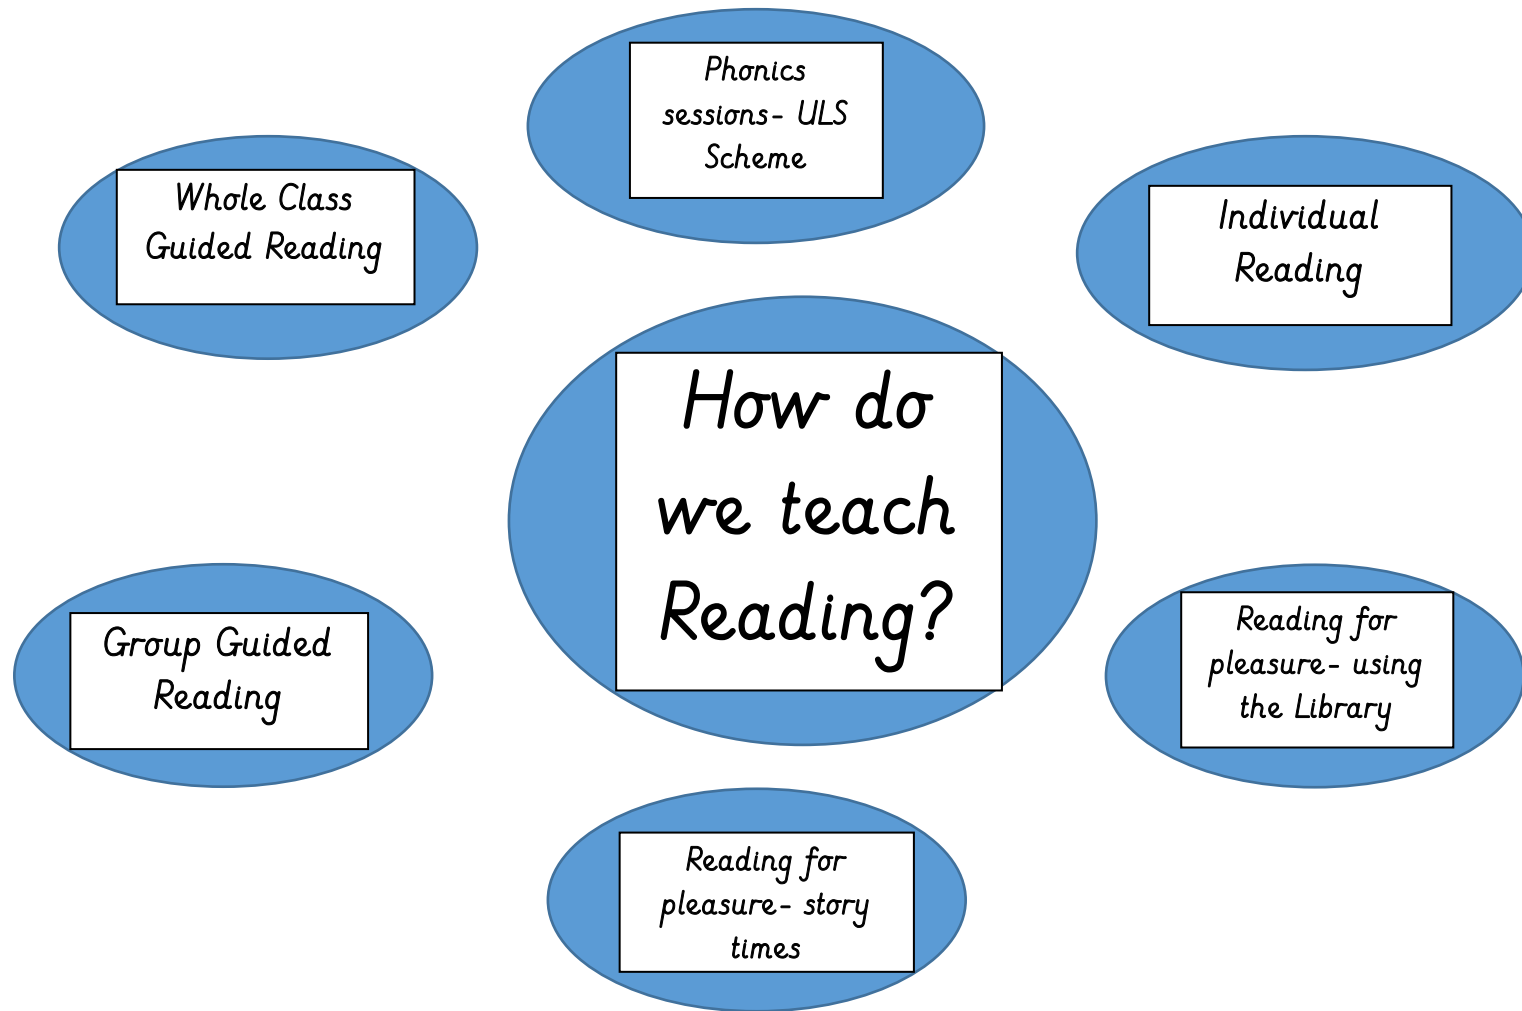 Phonics
sessions- ULS
Scheme
Whole Class
Guided Reading
Individual
Reading
How do
we teach
Reading?
Group Guided
Reading
Reading for
pleasure- using
the Library
Reading for
pleasure- story
times